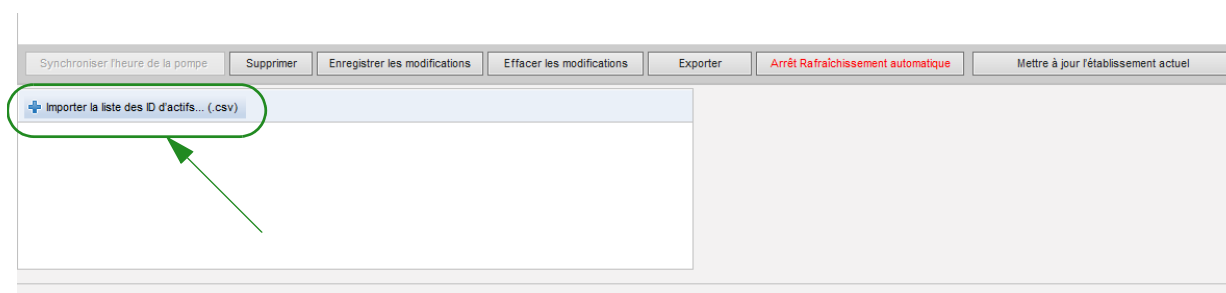 Synchroniser l'heure de la pompe Supprimer Enregistrer les modifications Effacer les modifications Exporter Arrêt Rafraîchissement automatique Mettre à jour l'établissement actuel
Importer la liste des ID d'actifs... (.csv)